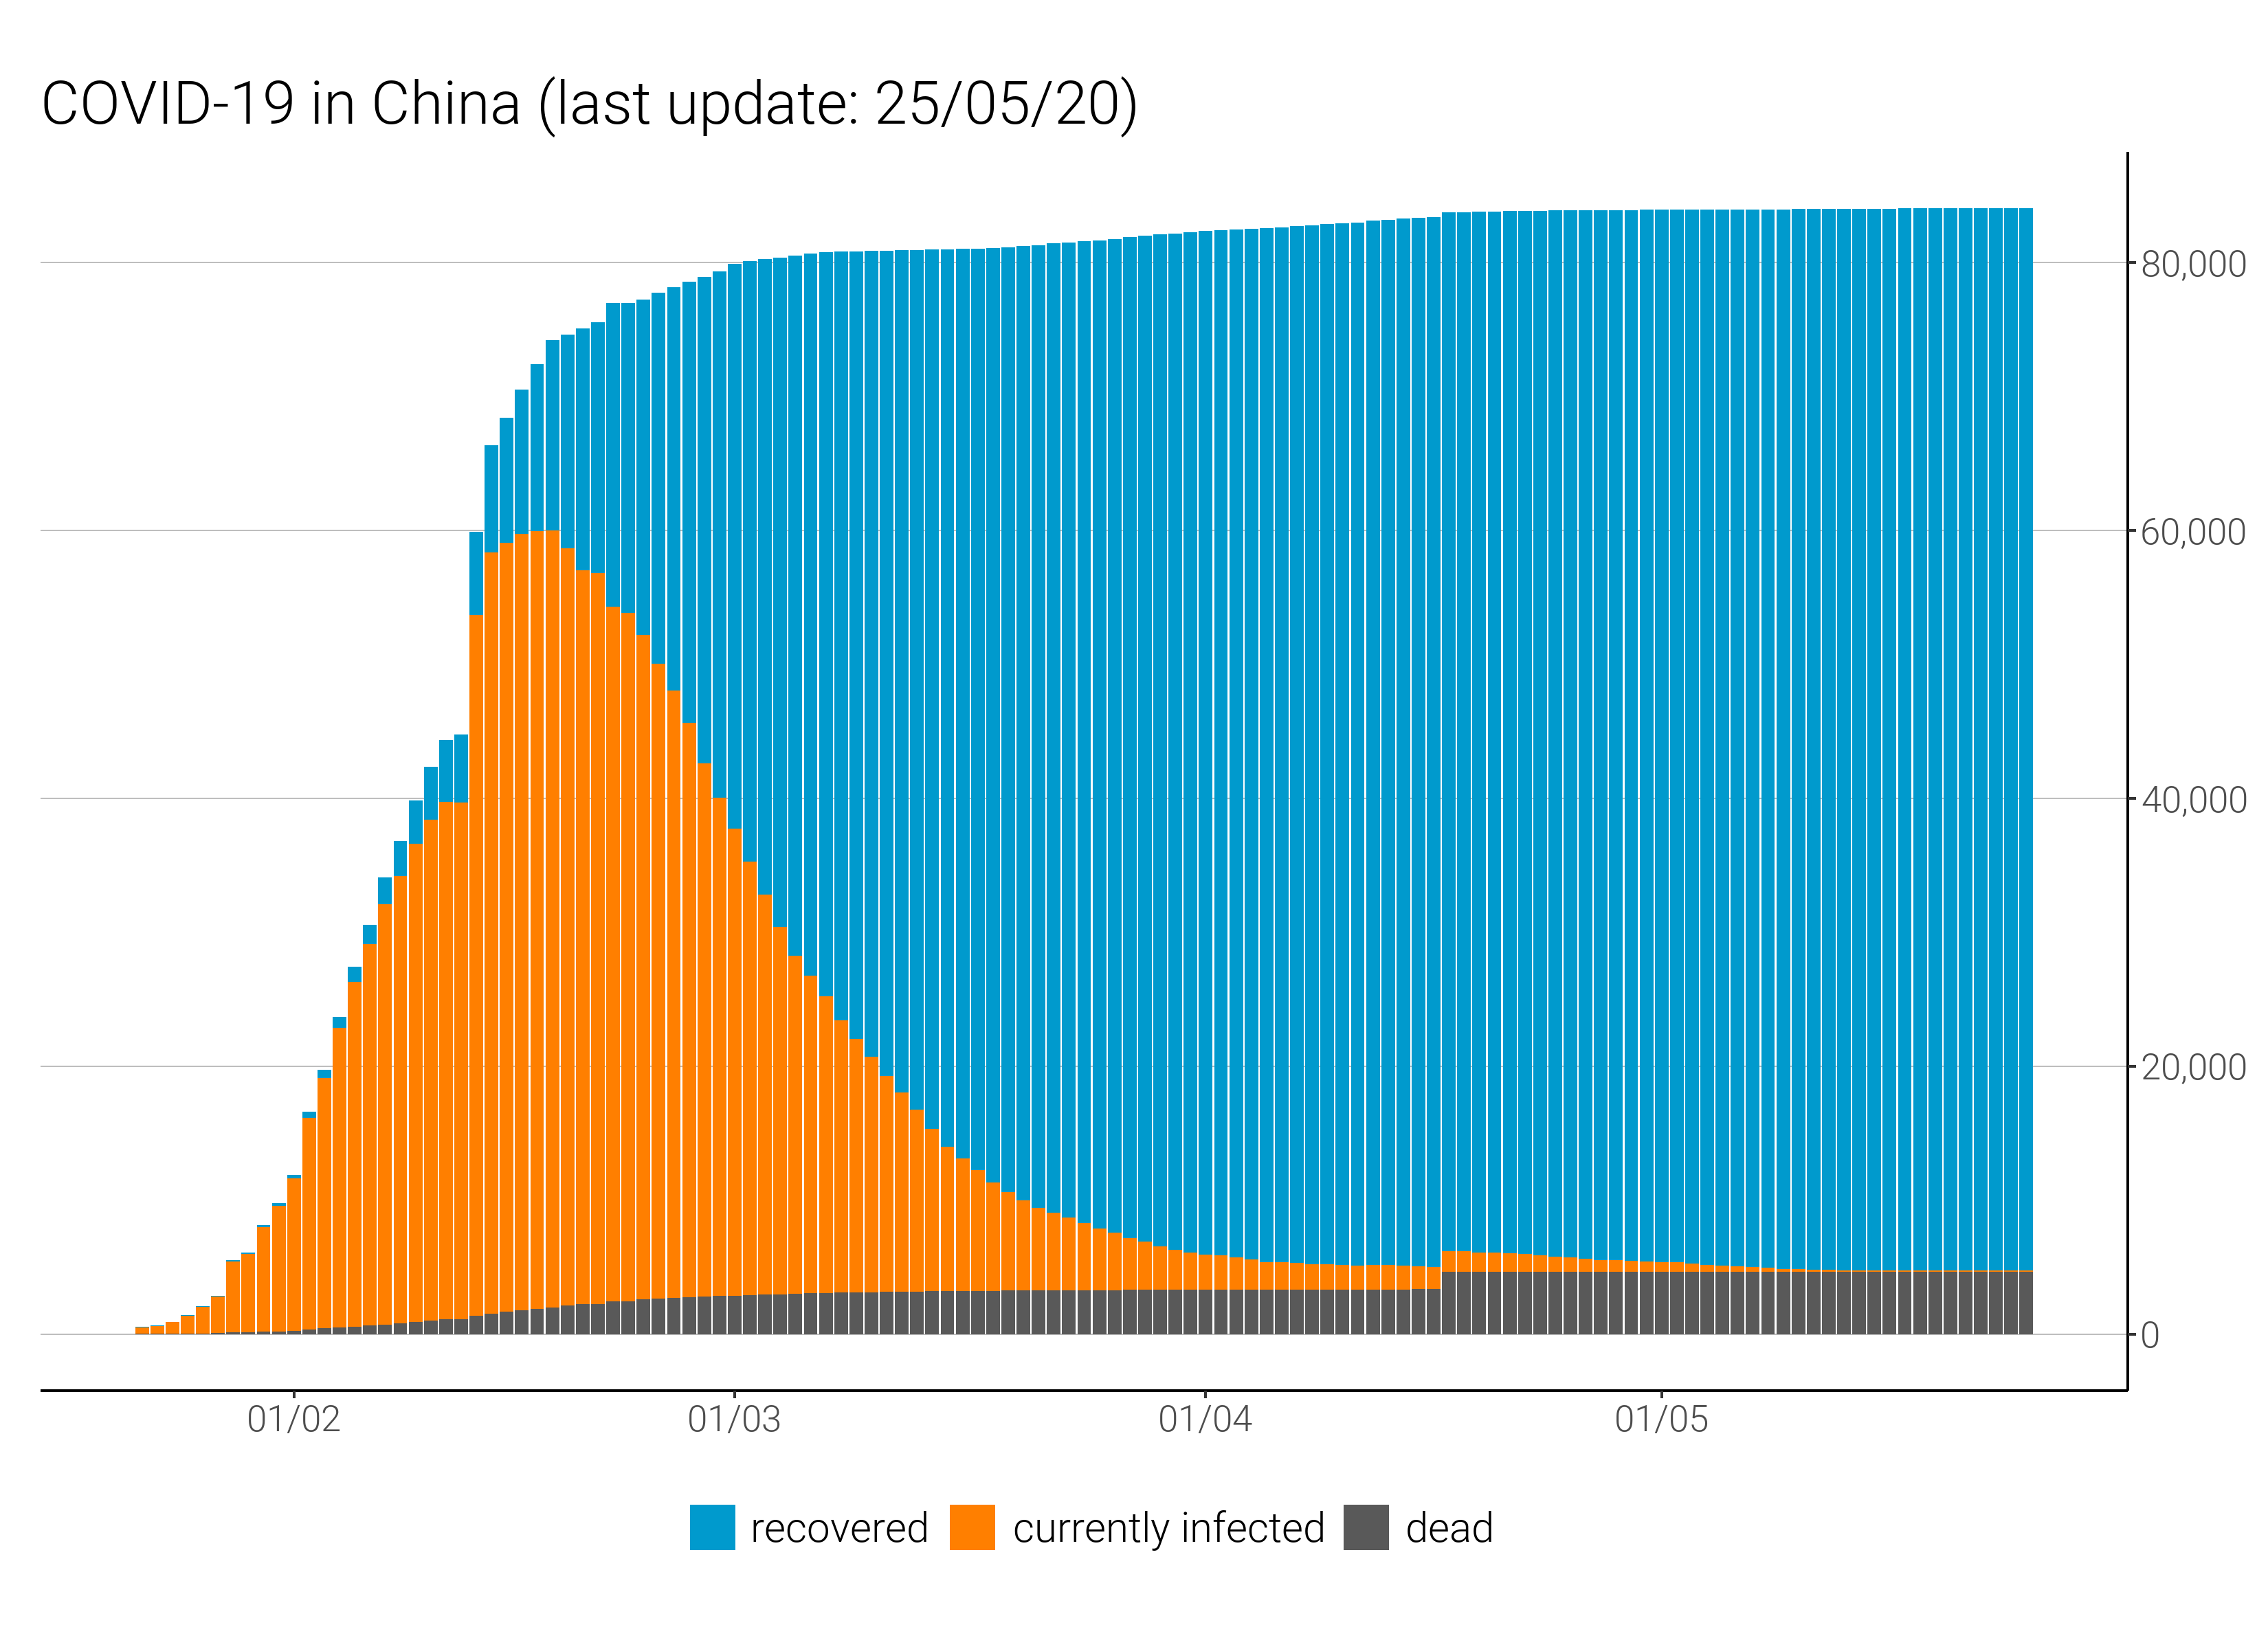 COVID-19 in China (last update: 25/05/20)
80,000
60,000
40,000
20,000
0
01/02 01/03 01/04 01/05
recovered currently infected dead